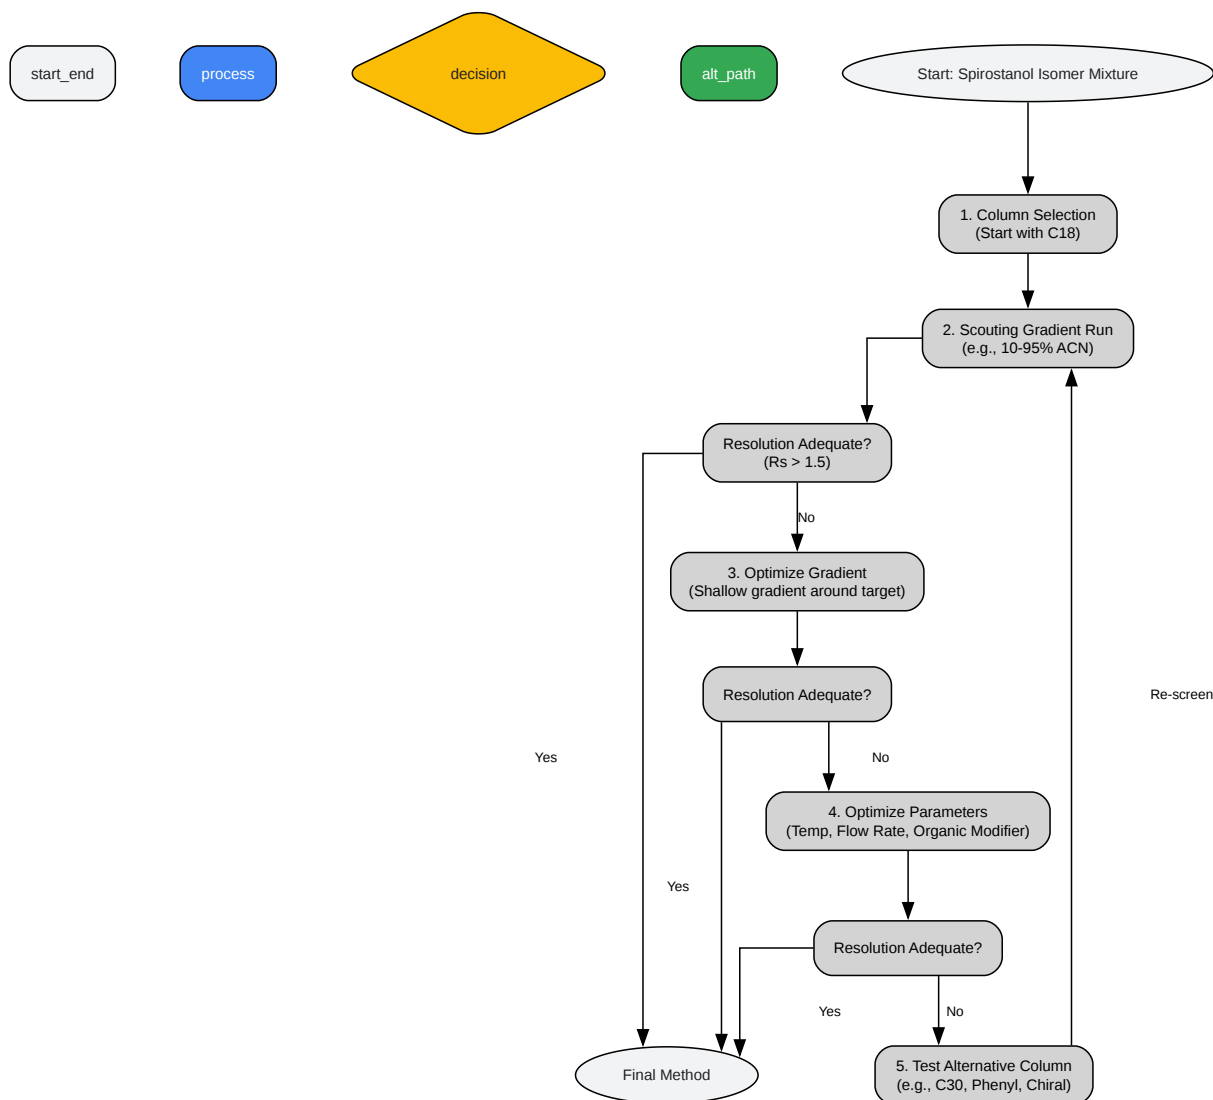 start_end
process
decision
alt_path
Start: Spirostanol Isomer Mixture
1. Column Selection
(Start with C18)
2. Scouting Gradient Run
(e.g., 10-95% ACN)
Resolution Adequate?
(Rs > 1.5)
No
3. Optimize Gradient
(Shallow gradient around target)
Resolution Adequate?
Re-screen
Yes
No
4. Optimize Parameters
(Temp, Flow Rate, Organic Modifier)
Yes
Resolution Adequate?
Yes
No
Final Method
5. Test Alternative Column
(e.g., C30, Phenyl, Chiral)